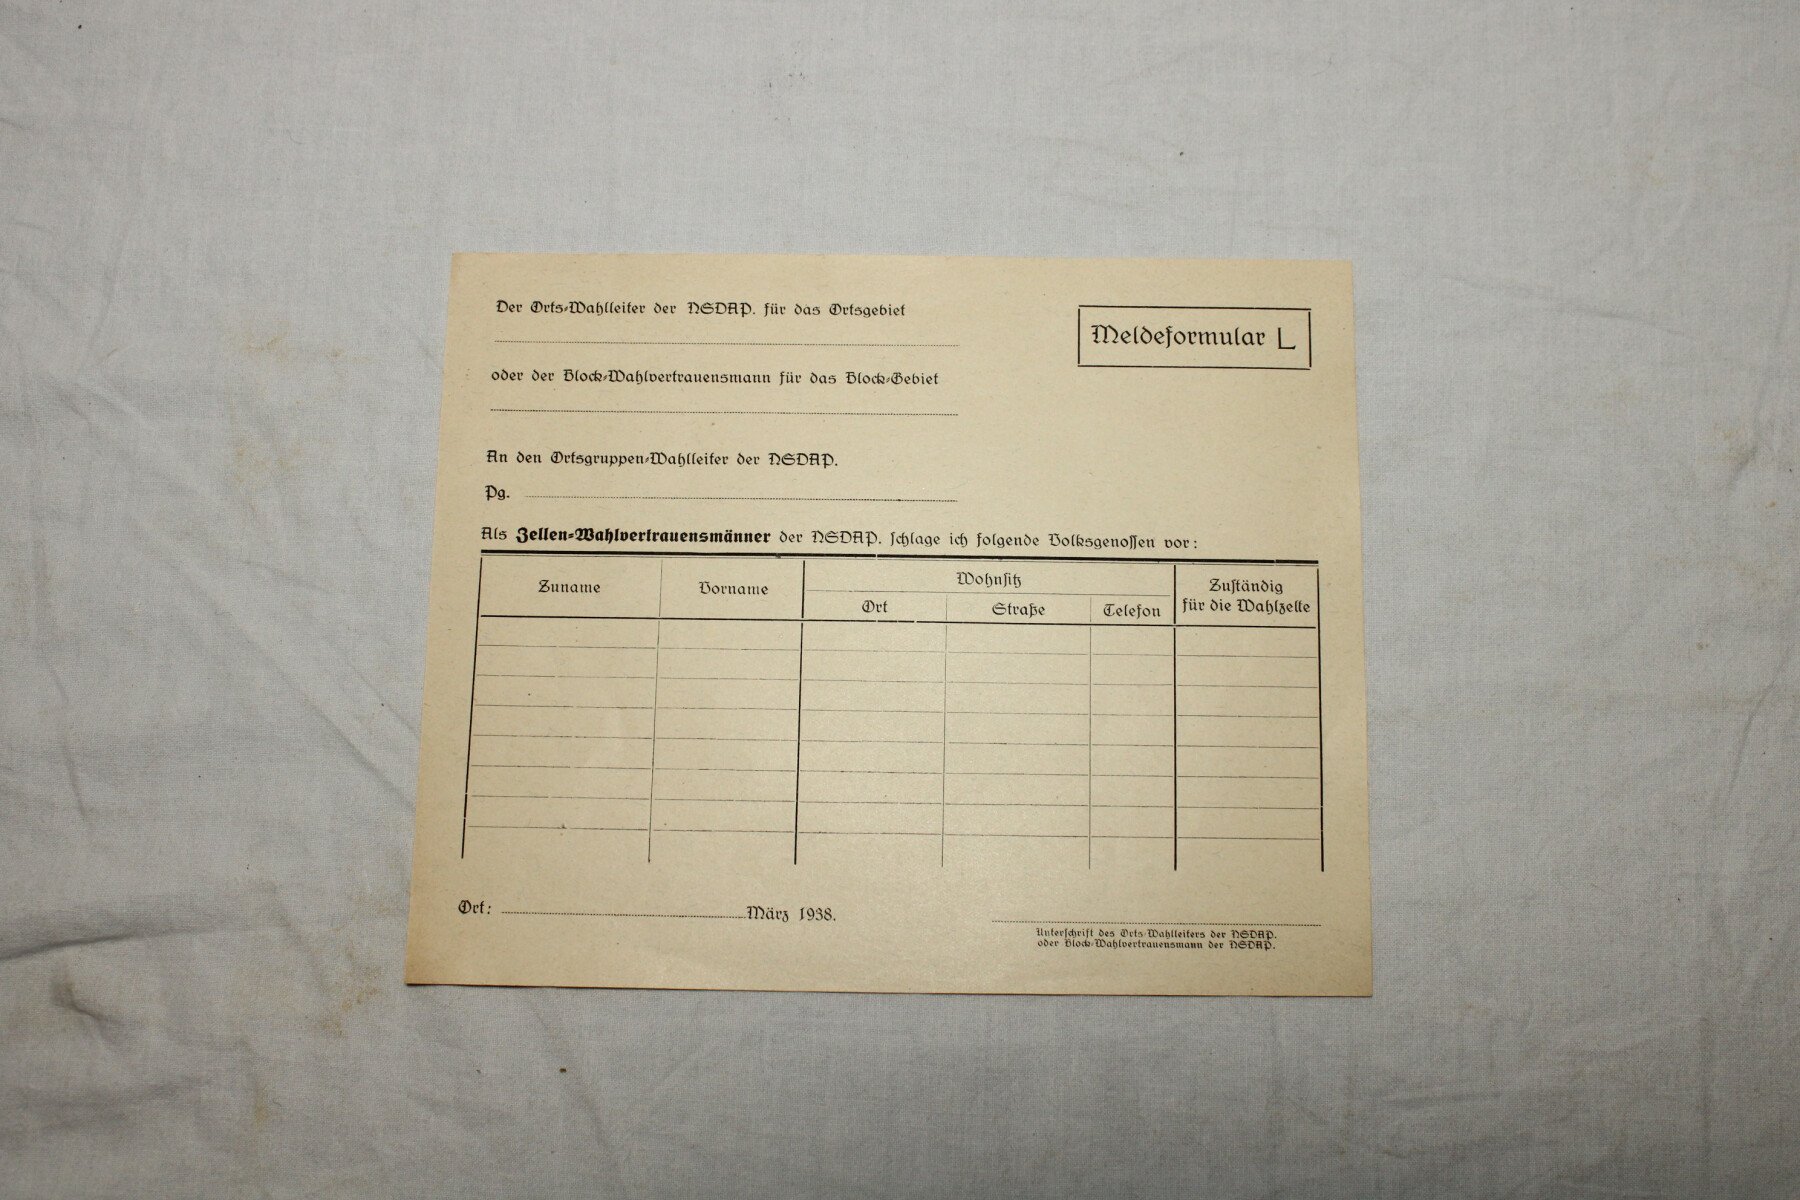 Der Orts-Wahlleiter der NSDAP. für das Ortsgebiet
Meldeformular L
oder der Block-Wahlvertrauensmann für das Block-Gebiet
An den Ortsgruppen-Wahlleiter der NSDAP.
Pg.
Als Zellen-Wahlvertrauensmänner der NSDAP. schlage ich folgende Volksgenossen vor:
Zuname Vorname Wohnsitz Zuständig
für die Wahlzelle
Ort Straße Telefon
Ort: März 1938.
Unterschrift des Orts-Wahlleiters der NSDAP.
oder Block-Wahlvertrauensmann der NSDAP.